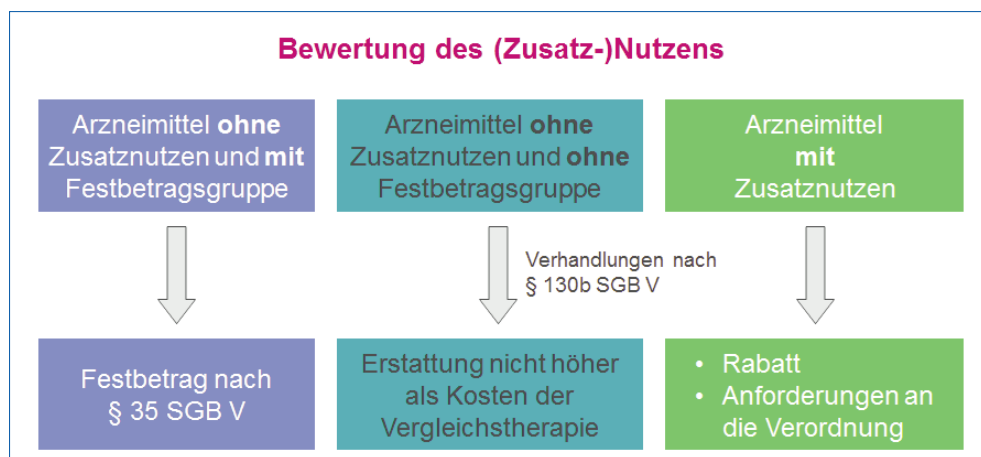 Bewertung des (Zusatz-)Nutzens
Arzneimittel ohne
Zusatznutzen und mit
Festbetragsgruppe
Arzneimittel ohne
Zusatznutzen und ohne
Festbetragsgruppe
Arzneimittel
mit
Zusatznutzen
Verhandlungen nach
§ 130b SGB V
Festbetrag nach
§ 35 SGB V
Erstattung nicht höher
als Kosten der
Vergleichstherapie
• Rabatt
• Anforderungen an
die Verordnung